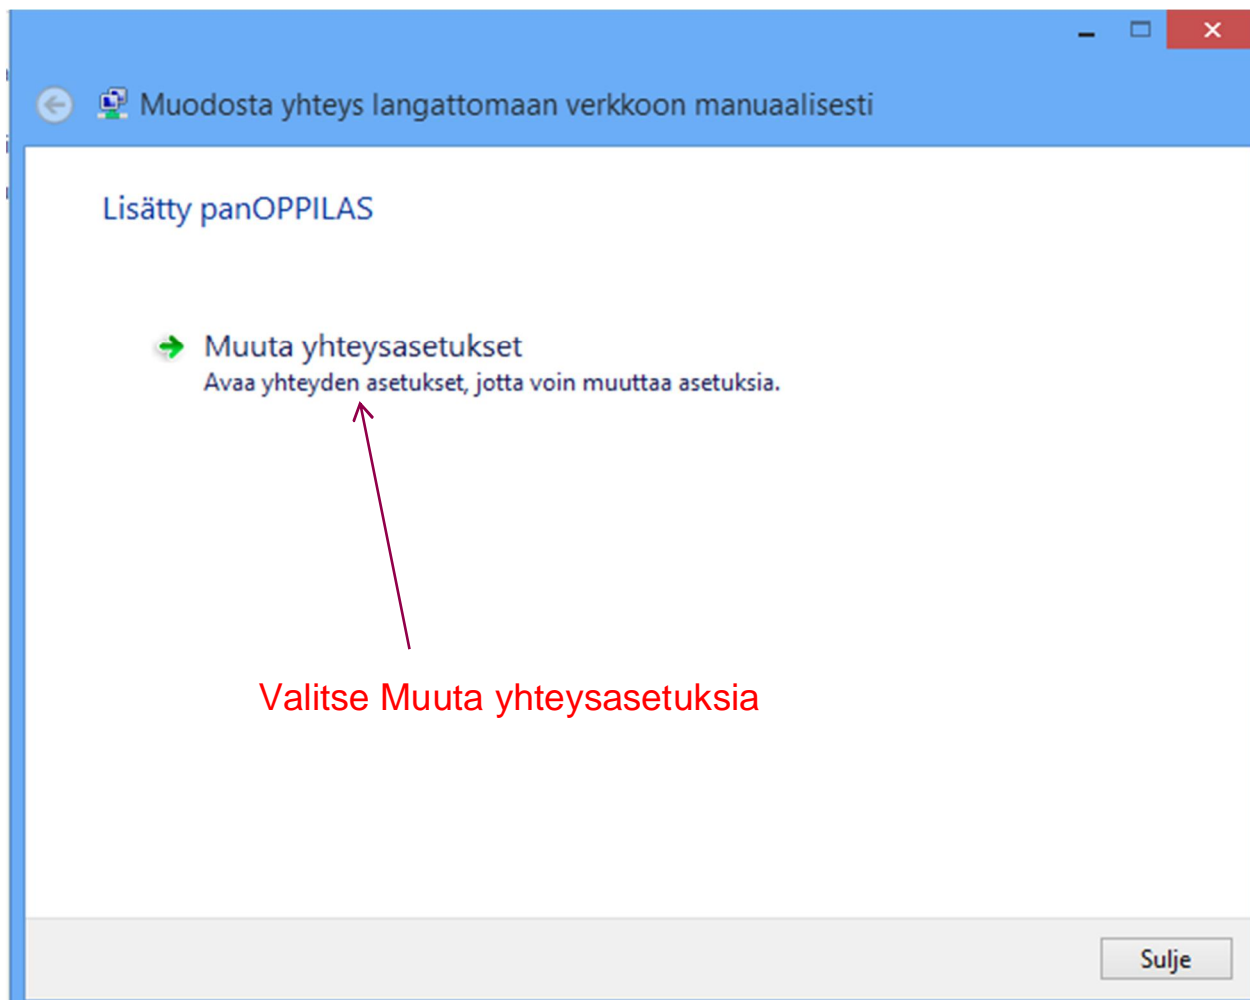 Muodosta yhteys langattomaan verkkoon manuaalisesti
Lisätty panOPPILAS
Muuta yhteysasetukset
Avaa yhteyden asetukset, jotta voin muuttaa asetuksia.
Valitse Muuta yhteysasetuksia
Sulje